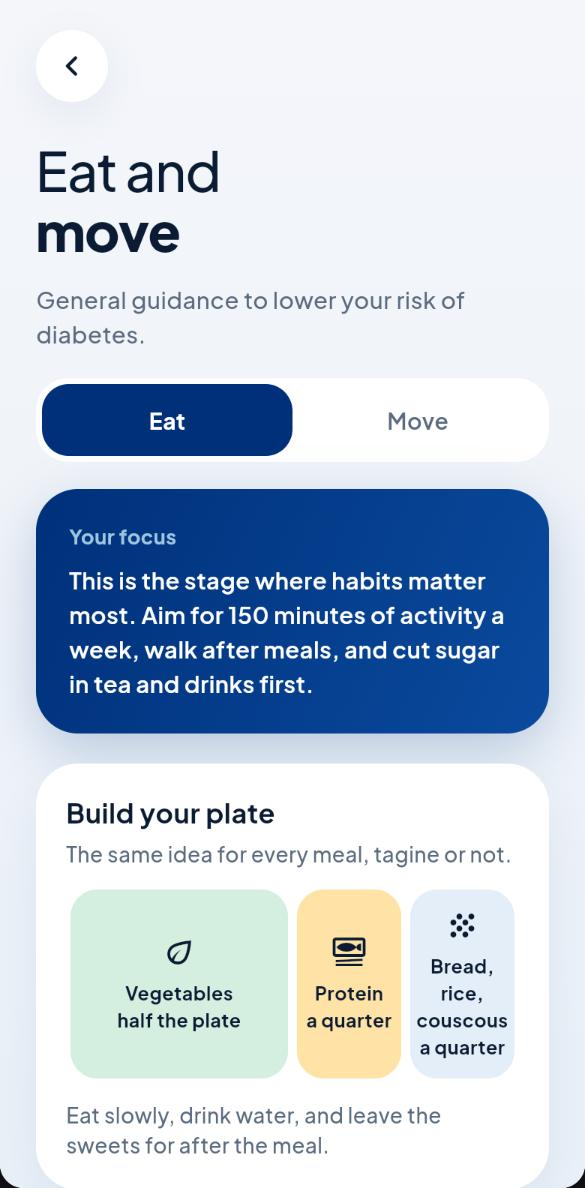 Eat and
move
General guidance to lower your risk of
diabetes.
Eat
Move
Your focus
This is the stage where habits matter
most. Aim for 150 minutes of activity a
week, walk after meals, and cut sugar
in tea and drinks first.
Build your plate
The same idea for every meal, tagine or not.
Vegetables
half the plate
Protein
a quarter
Bread,
rice,
couscous
a quarter
Eat slowly, drink water, and leave the
sweets for after the meal.